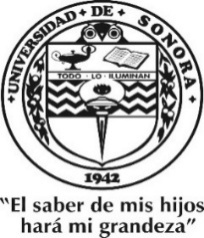 UNIVERSIDAD • DE • SONORA
TODO • LO • ILUMINAN
1942
"El saber de mis hijos
hará mi grandeza"